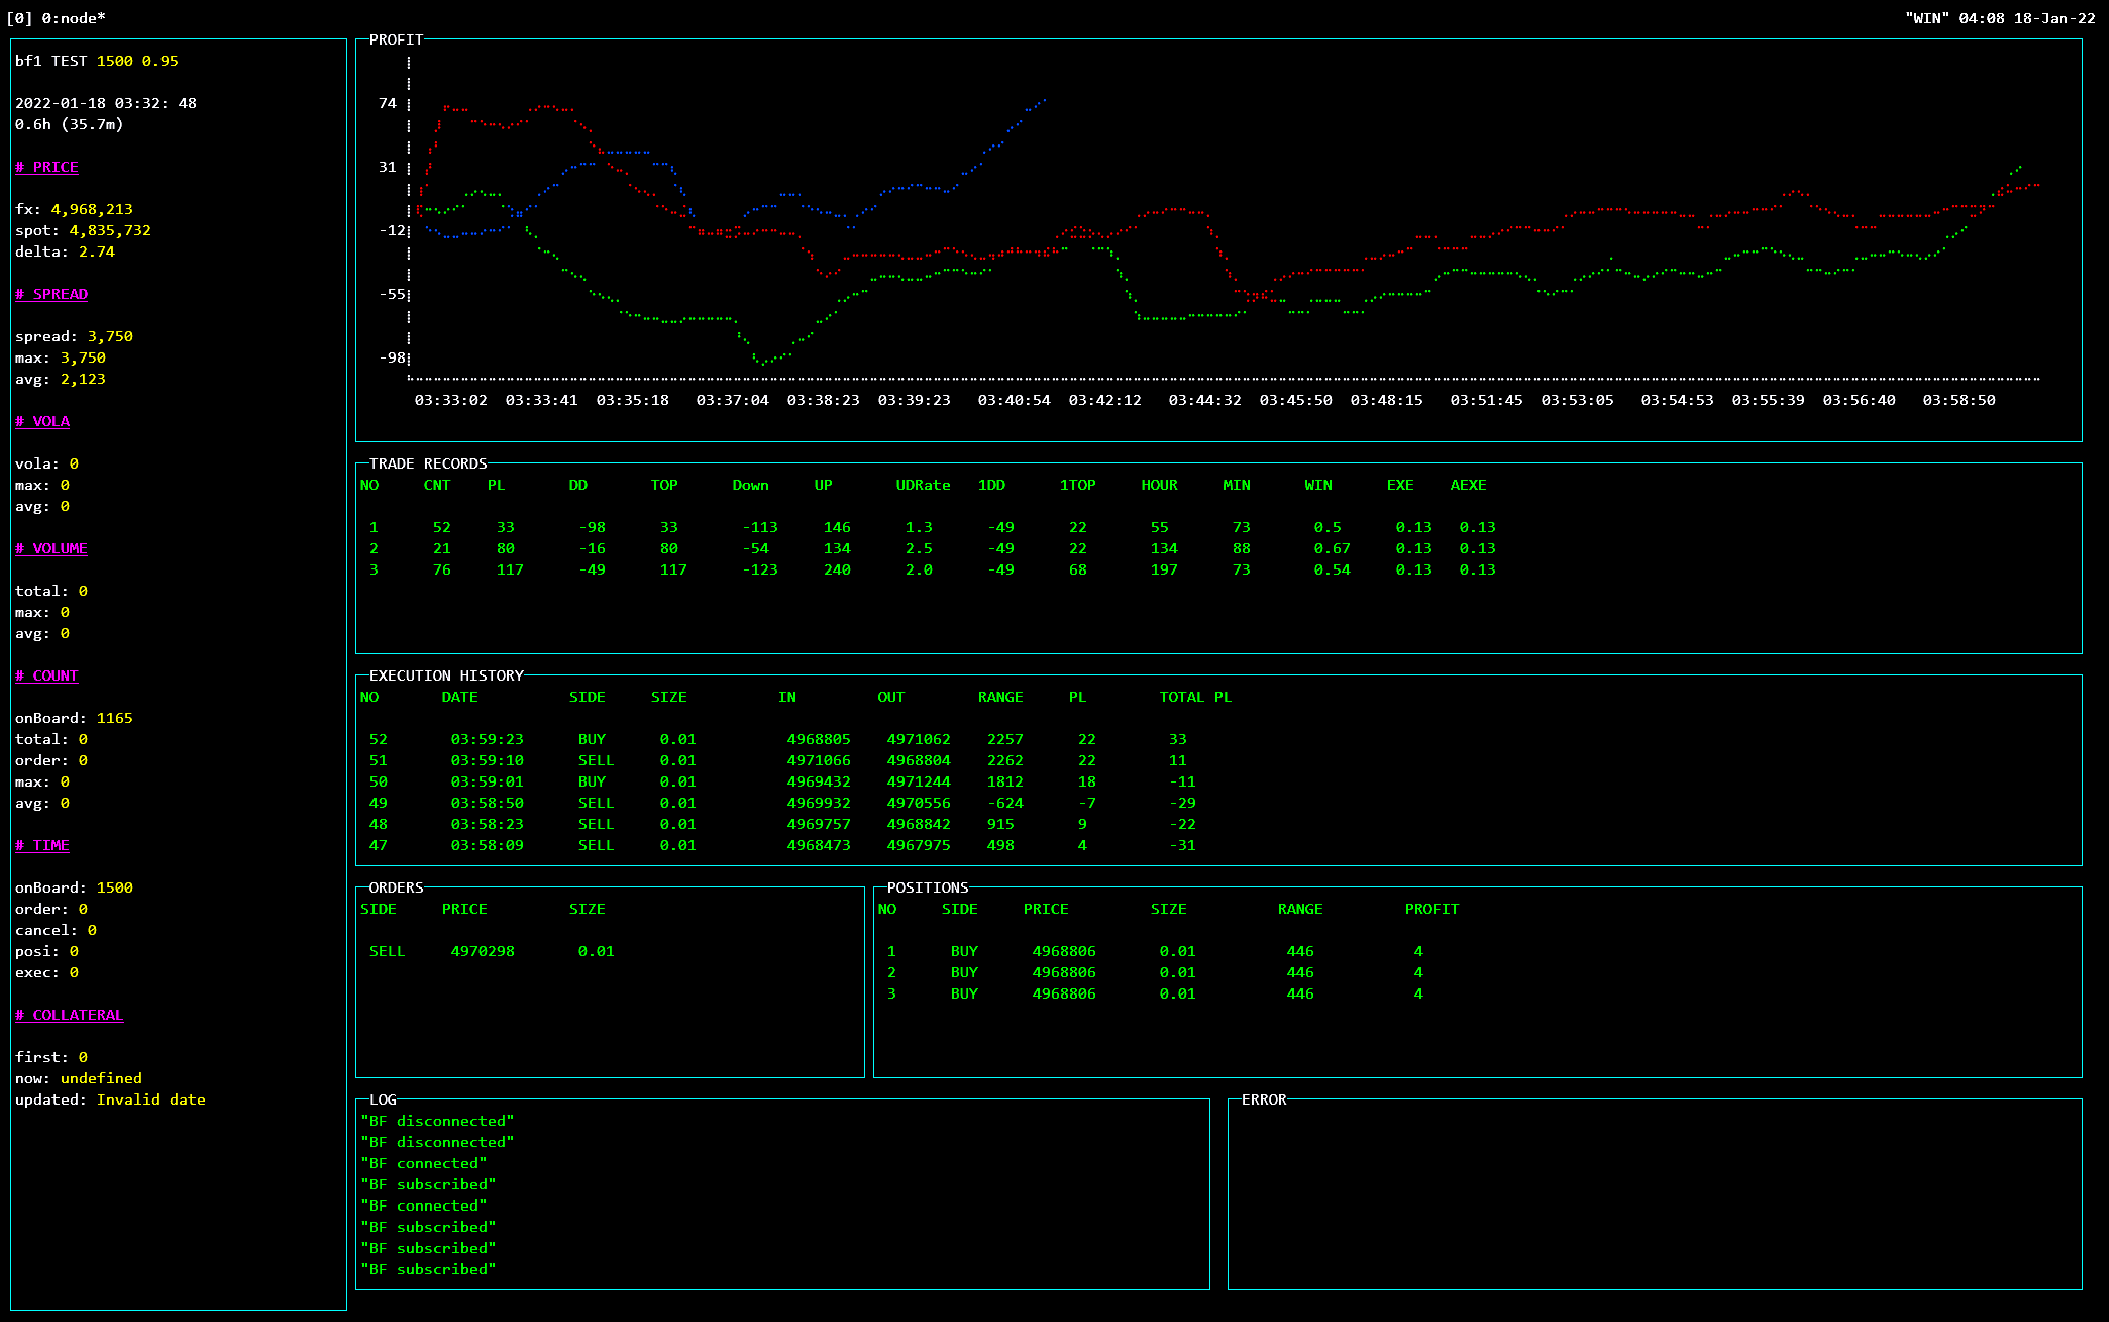 [0] 0:node* "WIN" 04:08 18-Jan-22
bf1 TEST 1500 0.95
2022-01-18 03:32: 48
0.6h (35.7m)
# PRICE
fx: 4,968,213
spot: 4,835,732
delta: 2.74
# SPREAD
spread: 3,750
max: 3,750
avg: 2,123
# VOLA
vola: 0
max: 0
avg: 0
# VOLUME
total: 0
max: 0
avg: 0
# COUNT
onBoard: 1165
total: 0
order: 0
max: 0
avg: 0
# TIME
onBoard: 1500
order: 0
cancel: 0
posi: 0
exec: 0
# COLLATERAL
first: 0
now: undefined
updated: Invalid date
PROFIT
74
31
-12
-55
-98
03:33:02 03:33:41 03:35:18 03:37:04 03:38:23 03:39:23 03:40:54 03:42:12 03:44:32 03:45:50 03:48:15 03:51:45 03:53:05 03:54:53 03:55:39 03:56:40 03:58:50
TRADE RECORDS
NO CNT PL DD TOP Down UP UDRate 1DD 1TOP HOUR MIN WIN EXE AEXE
1 52 33 -98 33 -113 146 1.3 -49 22 55 73 0.5 0.13 0.13
2 21 80 -16 80 -54 134 2.5 -49 22 134 88 0.67 0.13 0.13
3 76 117 -49 117 -123 240 2.0 -49 68 197 73 0.54 0.13 0.13
EXECUTION HISTORY
NO DATE SIDE SIZE IN OUT RANGE PL TOTAL PL
52 03:59:23 BUY 0.01 4968805 4971062 2257 22 33
51 03:59:10 SELL 0.01 4971066 4968804 2262 22 11
50 03:59:01 BUY 0.01 4969432 4971244 1812 18 -11
49 03:58:50 SELL 0.01 4969932 4970556 -624 -7 -29
48 03:58:23 SELL 0.01 4969757 4968842 915 9 -22
47 03:58:09 SELL 0.01 4968473 4967975 498 4 -31
ORDERS
SIDE PRICE SIZE
SELL 4970298 0.01
POSITIONS
NO SIDE PRICE SIZE RANGE PROFIT
1 BUY 4968806 0.01 446 4
2 BUY 4968806 0.01 446 4
3 BUY 4968806 0.01 446 4
LOG
"BF disconnected"
"BF disconnected"
"BF connected"
"BF subscribed"
"BF connected"
"BF subscribed"
"BF subscribed"
"BF subscribed"
ERROR